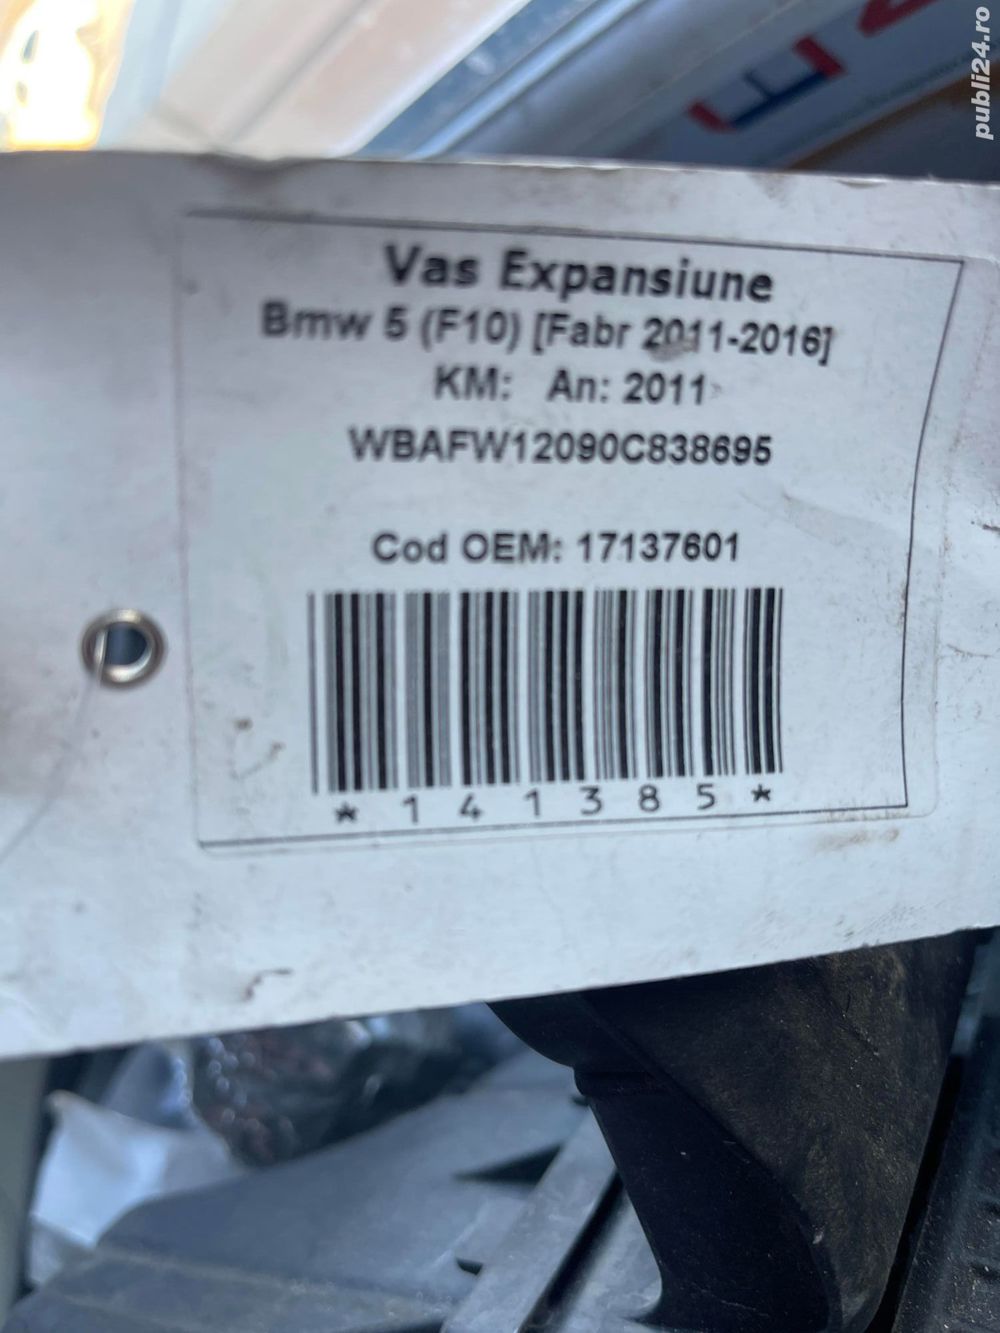 publi24.ro
Vas Expansiune
Bmw 5 (F10) [Fabr 2011-2016]
KM: An: 2011
WBAFW12090C838695
Cod OEM: 17137601
*141385*